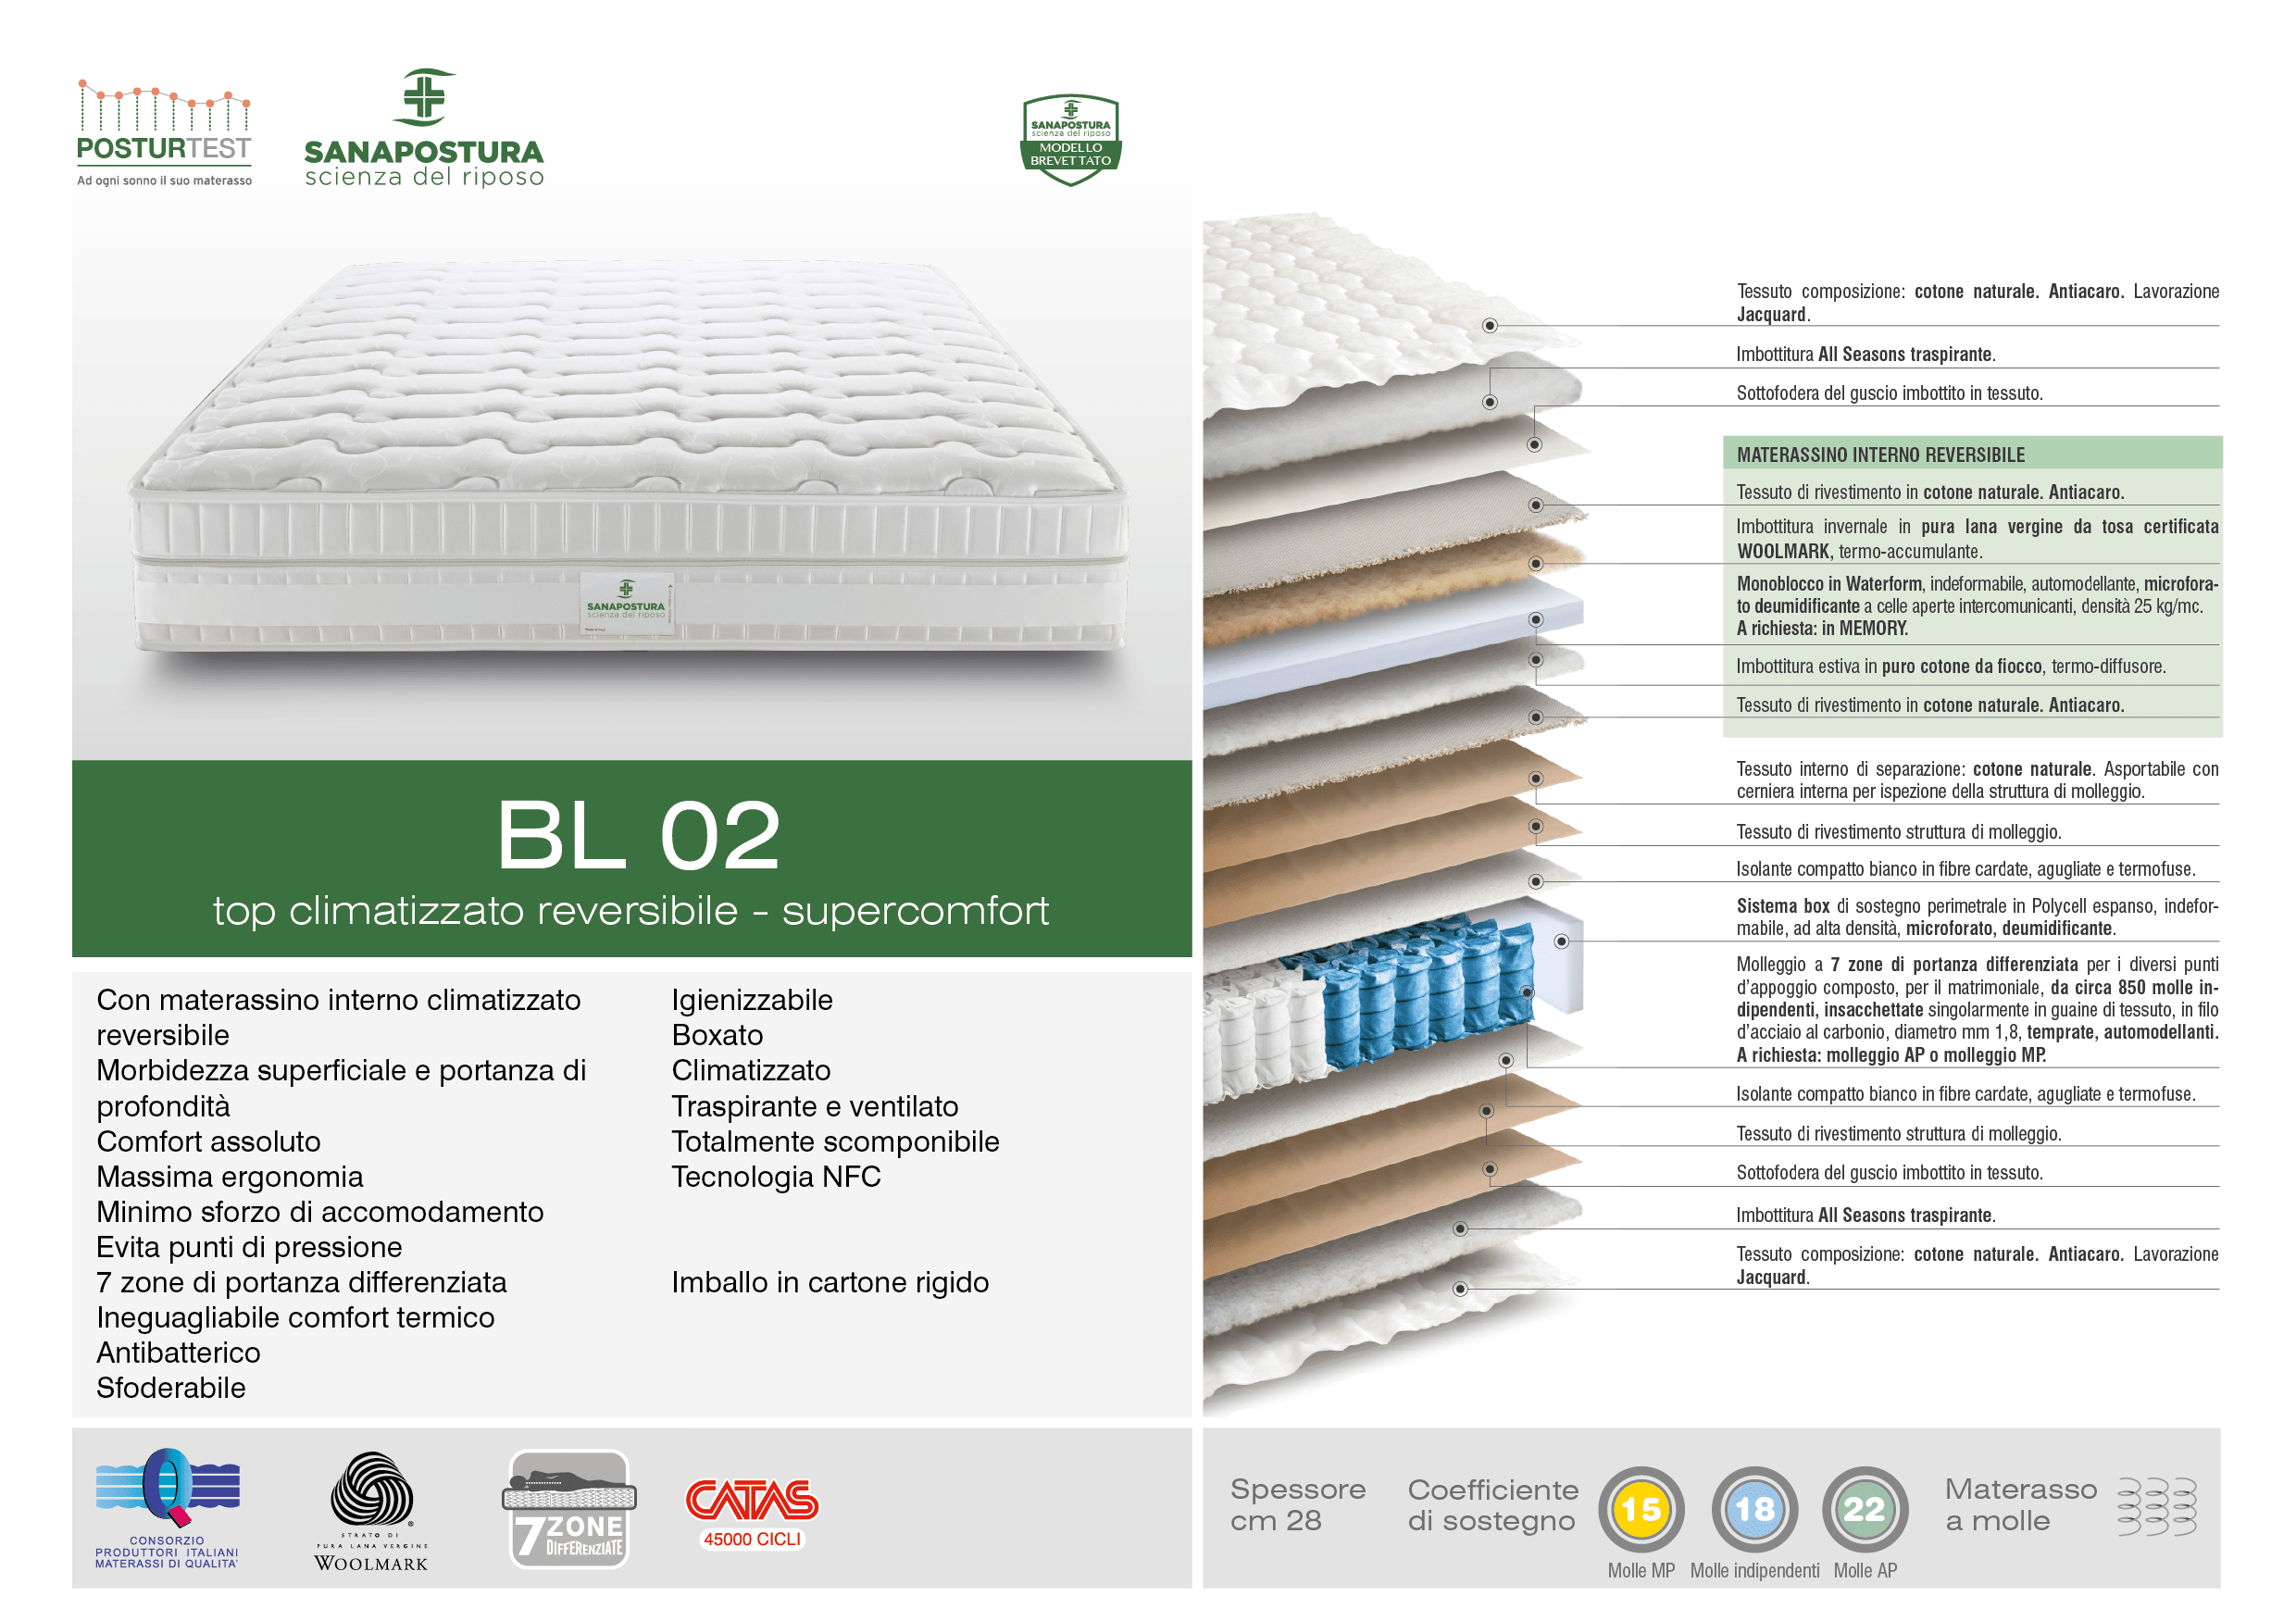 POSTURTEST
Ad ogni sonno il suo materasso
SANAPOSTURA
scienza del riposo
SANAPOSTURA
scienza del riposo
MODELLO
BREVETTATO
SANAPOSTURA
scienza del riposo
BL 02
top climatizzato reversibile - supercomfort
Con materassino interno climatizzato
reversibile
Morbidezza superficiale e portanza di
profondità
Comfort assoluto
Massima ergonomia
Minimo sforzo di accomodamento
Evita punti di pressione
7 zone di portanza differenziata
Ineguagliabile comfort termico
Antibatterico
Sfoderabile
Igienizzabile
Boxato
Climatizzato
Traspirante e ventilato
Totalmente scomponibile
Tecnologia NFC
Imballo in cartone rigido
Tessuto composizione: cotone naturale. Antiacaro. Lavorazione
Jacquard.
Imbottitura All Seasons traspirante.
Sottofodera del guscio imbottito in tessuto.
MATERASSINO INTERNO REVERSIBILE
Tessuto di rivestimento in cotone naturale. Antiacaro.
Imbottitura invernale in pura lana vergine da tosa certificata
WOOLMARK, termo-accumulante.
Monoblocco in Waterform, indeformabile, automodellante, microfora-
to deumidificante a celle aperte intercomunicanti, densità 25 kg/mc.
A richiesta: in MEMORY.
Imbottitura estiva in puro cotone da fiocco, termo-diffusore.
Tessuto di rivestimento in cotone naturale. Antiacaro.
Tessuto interno di separazione: cotone naturale. Asportabile con
cerniera interna per ispezione della struttura di molleggio.
Tessuto di rivestimento struttura di molleggio.
Isolante compatto bianco in fibre cardate, agugliate e termofuse.
Sistema box di sostegno perimetrale in Polycell espanso, indefor-
mabile, ad alta densità, microforato, deumidificante.
Molleggio a 7 zone di portanza differenziata per i diversi punti
d'appoggio composto, per il matrimoniale, da circa 850 molle in-
dipendenti, insacchettate singolarmente in guaine di tessuto, in filo
d'acciaio al carbonio, diametro mm 1,8, temprate, automodellanti.
A richiesta: molleggio AP o molleggio MP.
Isolante compatto bianco in fibre cardate, agugliate e termofuse.
Tessuto di rivestimento struttura di molleggio.
Sottofodera del guscio imbottito in tessuto.
Imbottitura All Seasons traspirante.
Tessuto composizione: cotone naturale. Antiacaro. Lavorazione
Jacquard.
CONSORZIO
PRODUTTORI ITALIANI
MATERASSI DI QUALITA'
STRATO DI
PURA LANA VERGINE
WOOLMARK
7 ZONE
DIFFERENZIATE
CATAS
45000 CICLI
Spessore
cm 28
Coefficiente
di sostegno
15
Molle MP
18
Molle indipendenti
22
Molle AP
Materasso
a molle